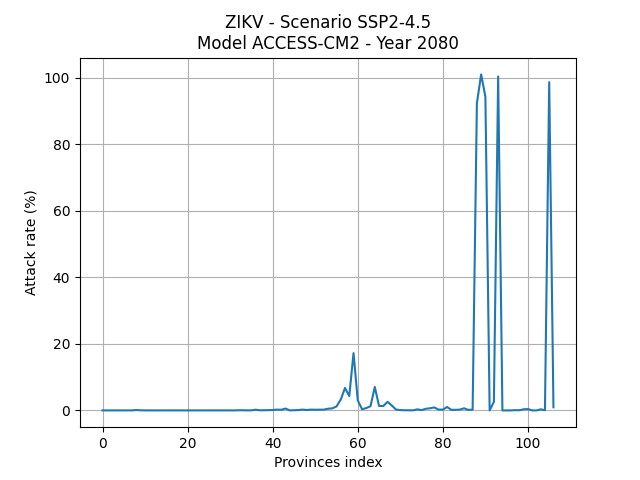 ZIKV - Scenario SSP2-4.5
Model ACCESS-CM2 - Year 2080
100
80
60
40
20
0
Attack rate (%)
0 20 40 60 80 100
Provinces index